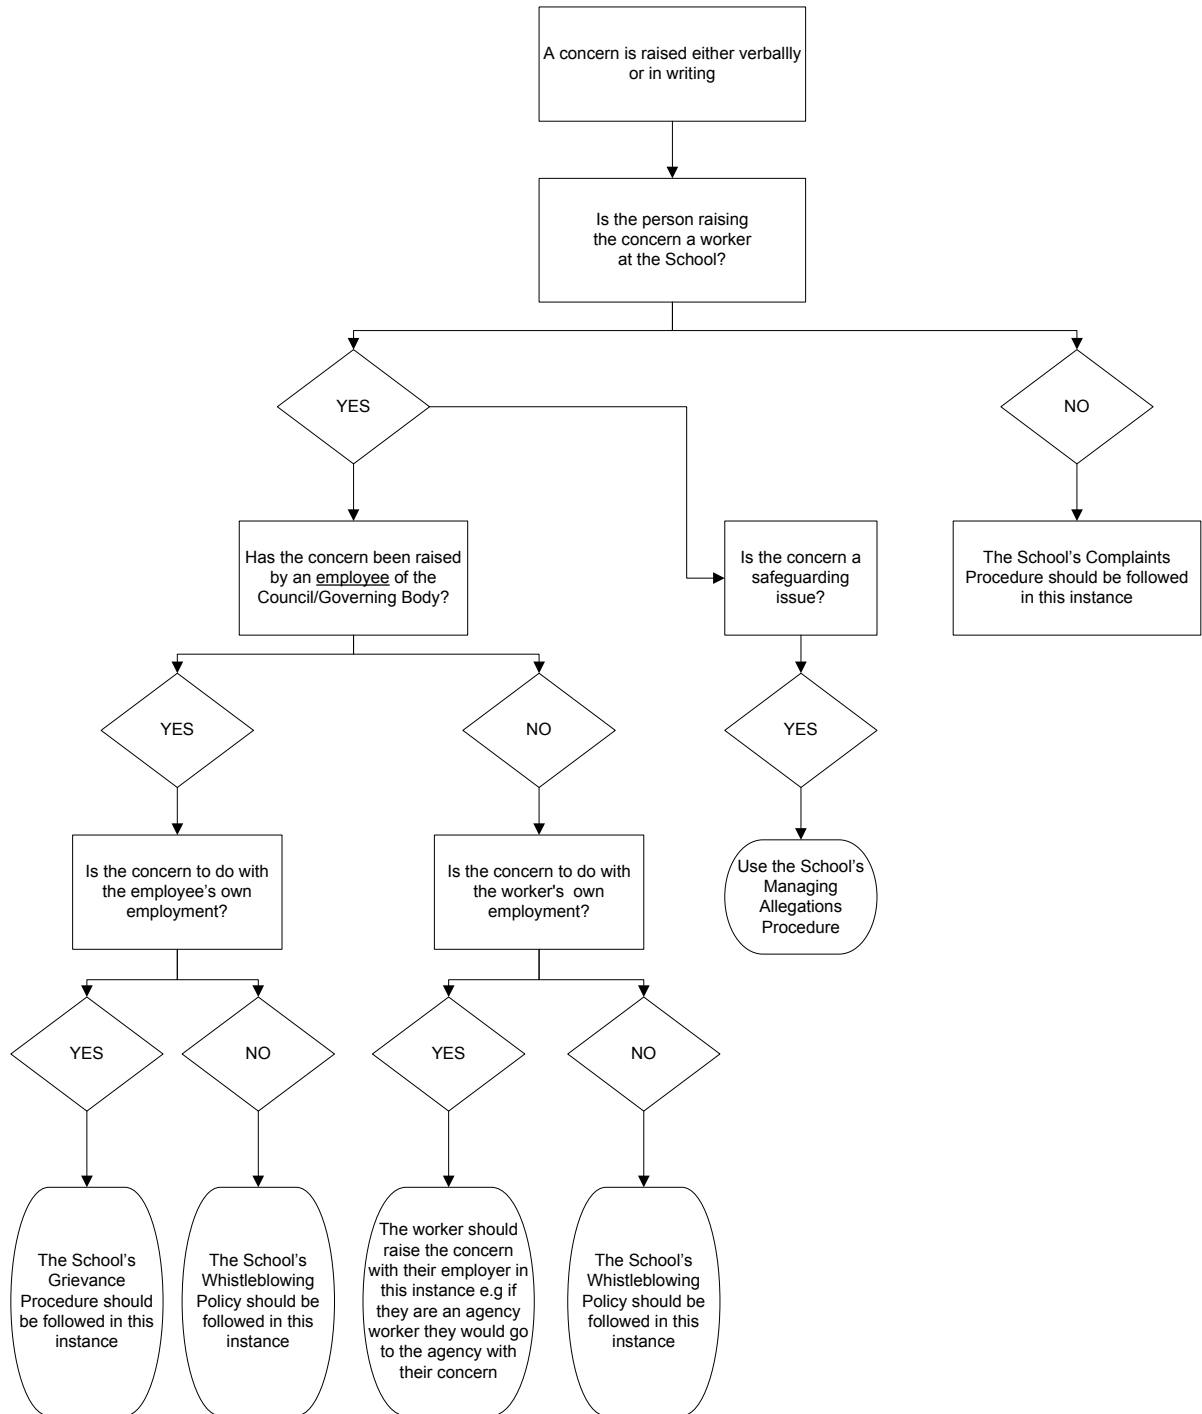 A concern is raised either verballly
or in writing
Is the person raising
the concern a worker
at the School?
YES
NO
Has the concern been raised
by an employee of the
Council/Governing Body?
Is the concern a
safeguarding
issue?
The School’s Complaints
Procedure should be followed
in this instance
YES
NO
YES
Is the concern to do with
the employee’s own
employment?
Is the concern to do with
the worker's own
employment?
Use the School’s
Managing
Allegations
Procedure
YES
NO
YES
NO
The School’s
Grievance
Procedure should
be followed in this
instance
The School’s
Whistleblowing
Policy should be
followed in this
instance
The worker should
raise the concern
with their employer in
this instance e.g if
they are an agency
worker they would go
to the agency with
their concern
The School’s
Whistleblowing
Policy should be
followed in this
instance